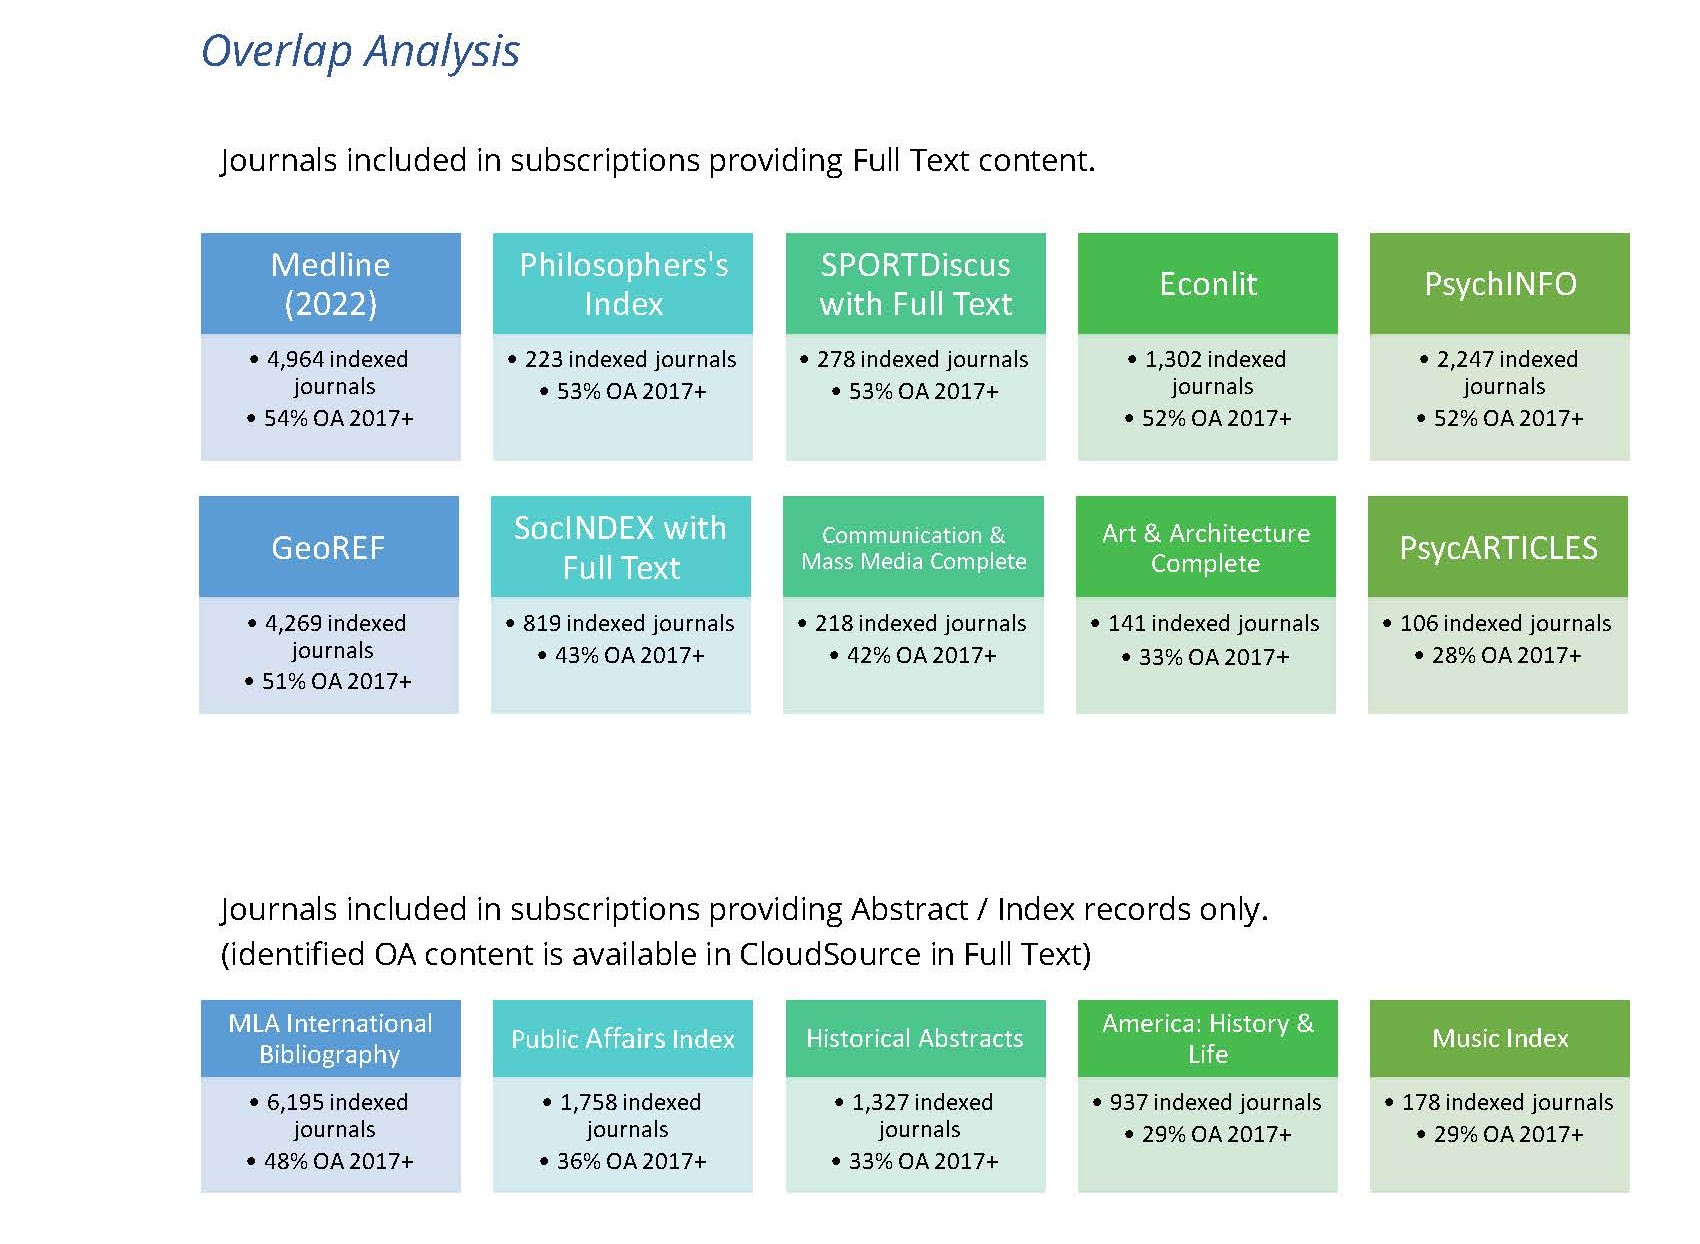 Overlap Analysis
Journals included in subscriptions providing Full Text content.
Medline
(2022)
• 4,964 indexed
journals
• 54% OA 2017+
Philosophers's
Index
• 223 indexed journals
• 53% OA 2017+
SPORTDiscus
with Full Text
• 278 indexed journals
• 53% OA 2017+
Econlit
• 1,302 indexed
journals
• 52% OA 2017+
PsychINFO
• 2,247 indexed
journals
• 52% OA 2017+
GeoREF
• 4,269 indexed
journals
• 51% OA 2017+
SocINDEX with
Full Text
• 819 indexed journals
• 43% OA 2017+
Communication &
Mass Media Complete
• 218 indexed journals
• 42% OA 2017+
Art & Architecture
Complete
• 141 indexed journals
• 33% OA 2017+
PsycARTICLES
• 106 indexed journals
• 28% OA 2017+
Journals included in subscriptions providing Abstract / Index records only.
(identified OA content is available in CloudSource in Full Text)
MLA International
Bibliography
• 6,195 indexed
journals
• 48% OA 2017+
Public Affairs Index
• 1,758 indexed
journals
• 36% OA 2017+
Historical Abstracts
• 1,327 indexed
journals
• 33% OA 2017+
America: History &
Life
• 937 indexed journals
• 29% OA 2017+
Music Index
• 178 indexed journals
• 29% OA 2017+